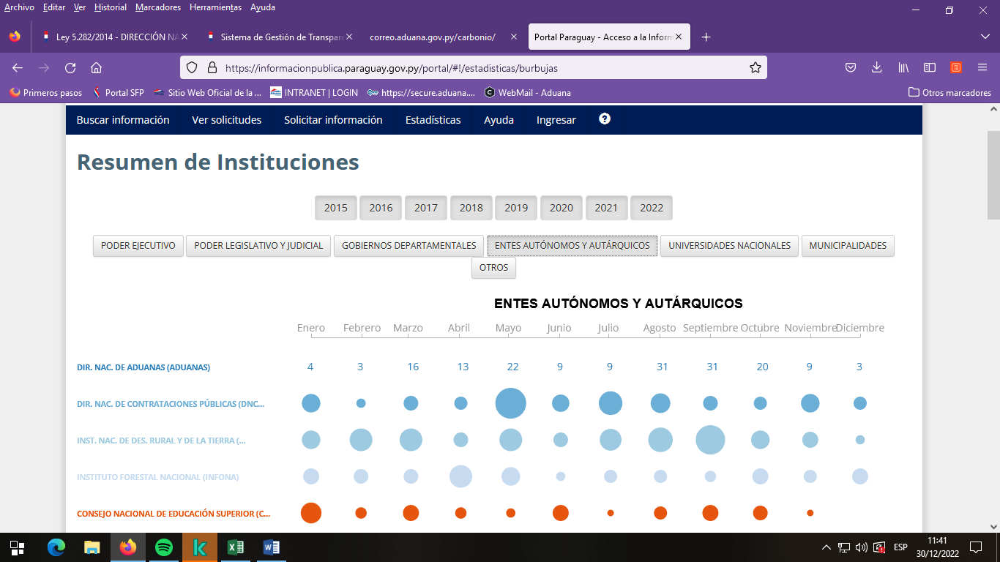 Archivo Editar Ver Historial Marcadores Herramientas Ayuda
Ley 5.282/2014 - DIRECCIÓN NA
Sistema de Gestión de Transpare
correo.aduana.gov.py/carbonio/
Portal Paraguay - Acceso a la Inform
https://informacionpublica.paraguay.gov.py/portal/#!/estadisticas/burbujas
Primeros pasos Portal SFP Sitio Web Oficial de la ... INTRANET | LOGIN https://secure.aduana.... WebMail - Aduana Otros marcadores
Buscar información Ver solicitudes Solicitar información Estadísticas Ayuda Ingresar ?
Resumen de Instituciones
2015 2016 2017 2018 2019 2020 2021 2022
PODER EJECUTIVO PODER LEGISLATIVO Y JUDICIAL GOBIERNOS DEPARTAMENTALES ENTES AUTÓNOMOS Y AUTÁRQUICOS UNIVERSIDADES NACIONALES MUNICIPALIDADES
OTROS
ENTES AUTÓNOMOS Y AUTÁRQUICOS
Enero Febrero Marzo Abril Mayo Junio Julio Agosto Septiembre Octubre Noviembre Diciembre
DIR. NAC. DE ADUANAS (ADUANAS) 4 3 16 13 22 9 9 31 31 20 9 3
DIR. NAC. DE CONTRATACIONES PÚBLICAS (DNC...
INST. NAC. DE DES. RURAL Y DE LA TIERRA (...
INSTITUTO FORESTAL NACIONAL (INFONA)
CONSEJO NACIONAL DE EDUCACIÓN SUPERIOR (C...
ESP
11:41
30/12/2022